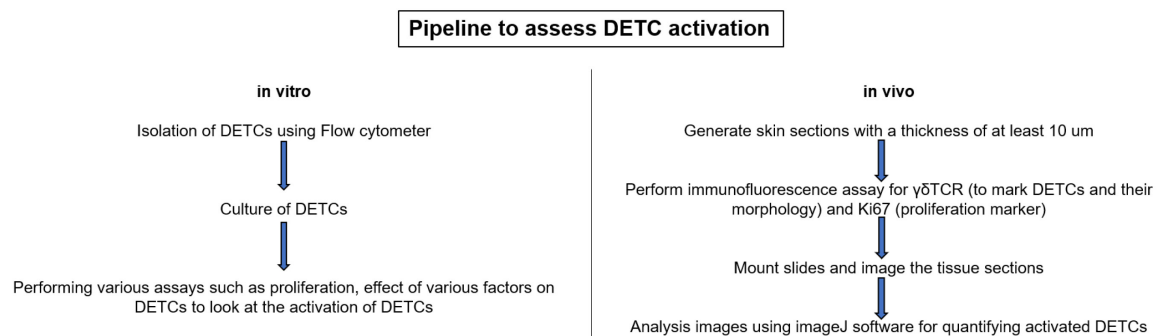 Pipeline to assess DETC activation
in vitro
Isolation of DETCs using Flow cytometer
Culture of DETCs
Performing various assays such as proliferation, effect of various factors on
DETCs to look at the activation of DETCs
in vivo
Generate skin sections with a thickness of at least 10 um
Perform immunofluorescence assay for γδTCR (to mark DETCs and their
morphology) and Ki67 (proliferation marker)
Mount slides and image the tissue sections
Analysis images using imageJ software for quantifying activated DETCs